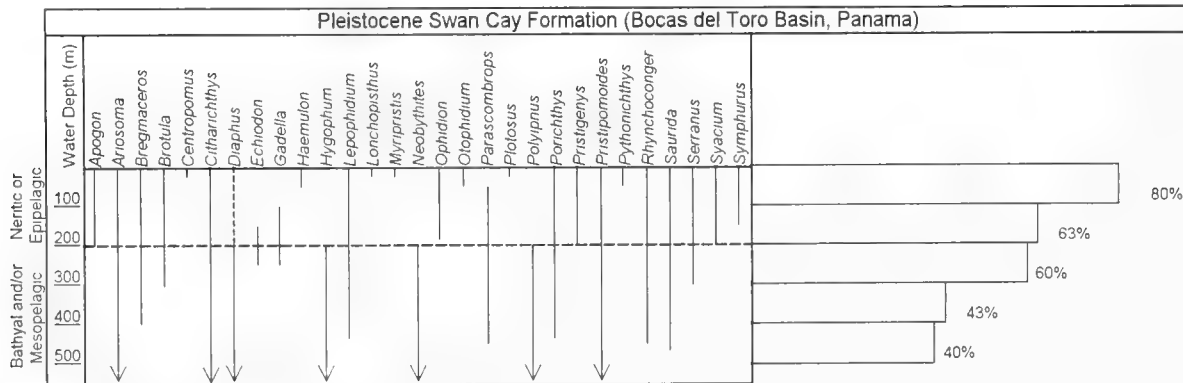 Pleistocene Swan Cay Formation (Bocas del Toro Basin, Panama)
Water Depth (m)
Apogon
Ariosoma
Bregmaceros
Brotula
Centropomus
Citharichthy
Diaphus
Echiodon
Gadella
Haemulon
Hygophum
Lepophidium
Lonchopisthus
Myripristis
Neobythites
Ophidion
Otophidium
Parascombrops
Plotosus
Polyipnus
Porichthys
Pristigenys
Pristipomoides
Pythonichthys
Rhynchoconger
Saurida
Serranus
Syacium
Symphurus
Neritic or
Epipelagic
100
200
Bathyal and/or
Mesopelagic
300
400
500
80%
63%
60%
43%
40%